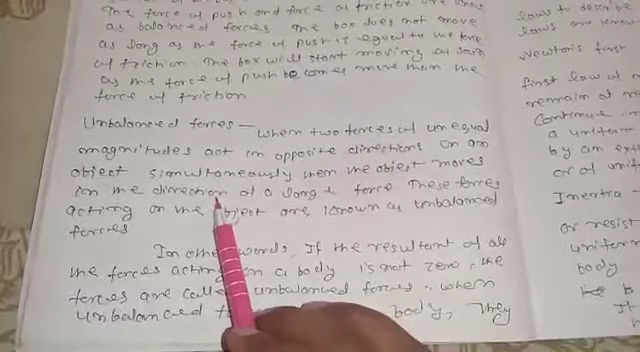 The force of push and force of friction are know
as balanced forces. The box does not move
as long as the force of push is equal to the force
of friction. The box will start moving as soon
as the force of push becomes more than the
force of friction
Unbalanced forces — when two forces of unequal
magnitudes act in opposite directions on an
object simultaneously then the object moves
in the direction of a large force These forces
acting on the object are known as unbalanced
forces
In other words, If the resultant of all
the forces acting on a body is not zero, the
forces are called unbalanced forces. when
unbalanced body, they
laws to describe
laws are known
Newton's first
first law of
remain at re
Continue in
a uniform
by an ext
or of unif
Inertia
or resist
uniform
body
b
It